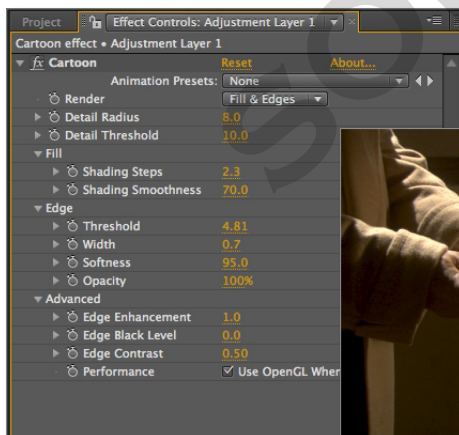 Project Effect Controls: Adjustment Layer 1
Cartoon effect • Adjustment Layer 1
fx Cartoon Reset About...
Animation Presets: None
Render Fill & Edges
Detail Radius 8.0
Detail Threshold 10.0
Fill
Shading Steps 2.3
Shading Smoothness 70.0
Edge
Threshold 4.81
Width 0.7
Softness 95.0
Opacity 100%
Advanced
Edge Enhancement 1.0
Edge Black Level 0.0
Edge Contrast 0.50
Performance Use OpenGL When